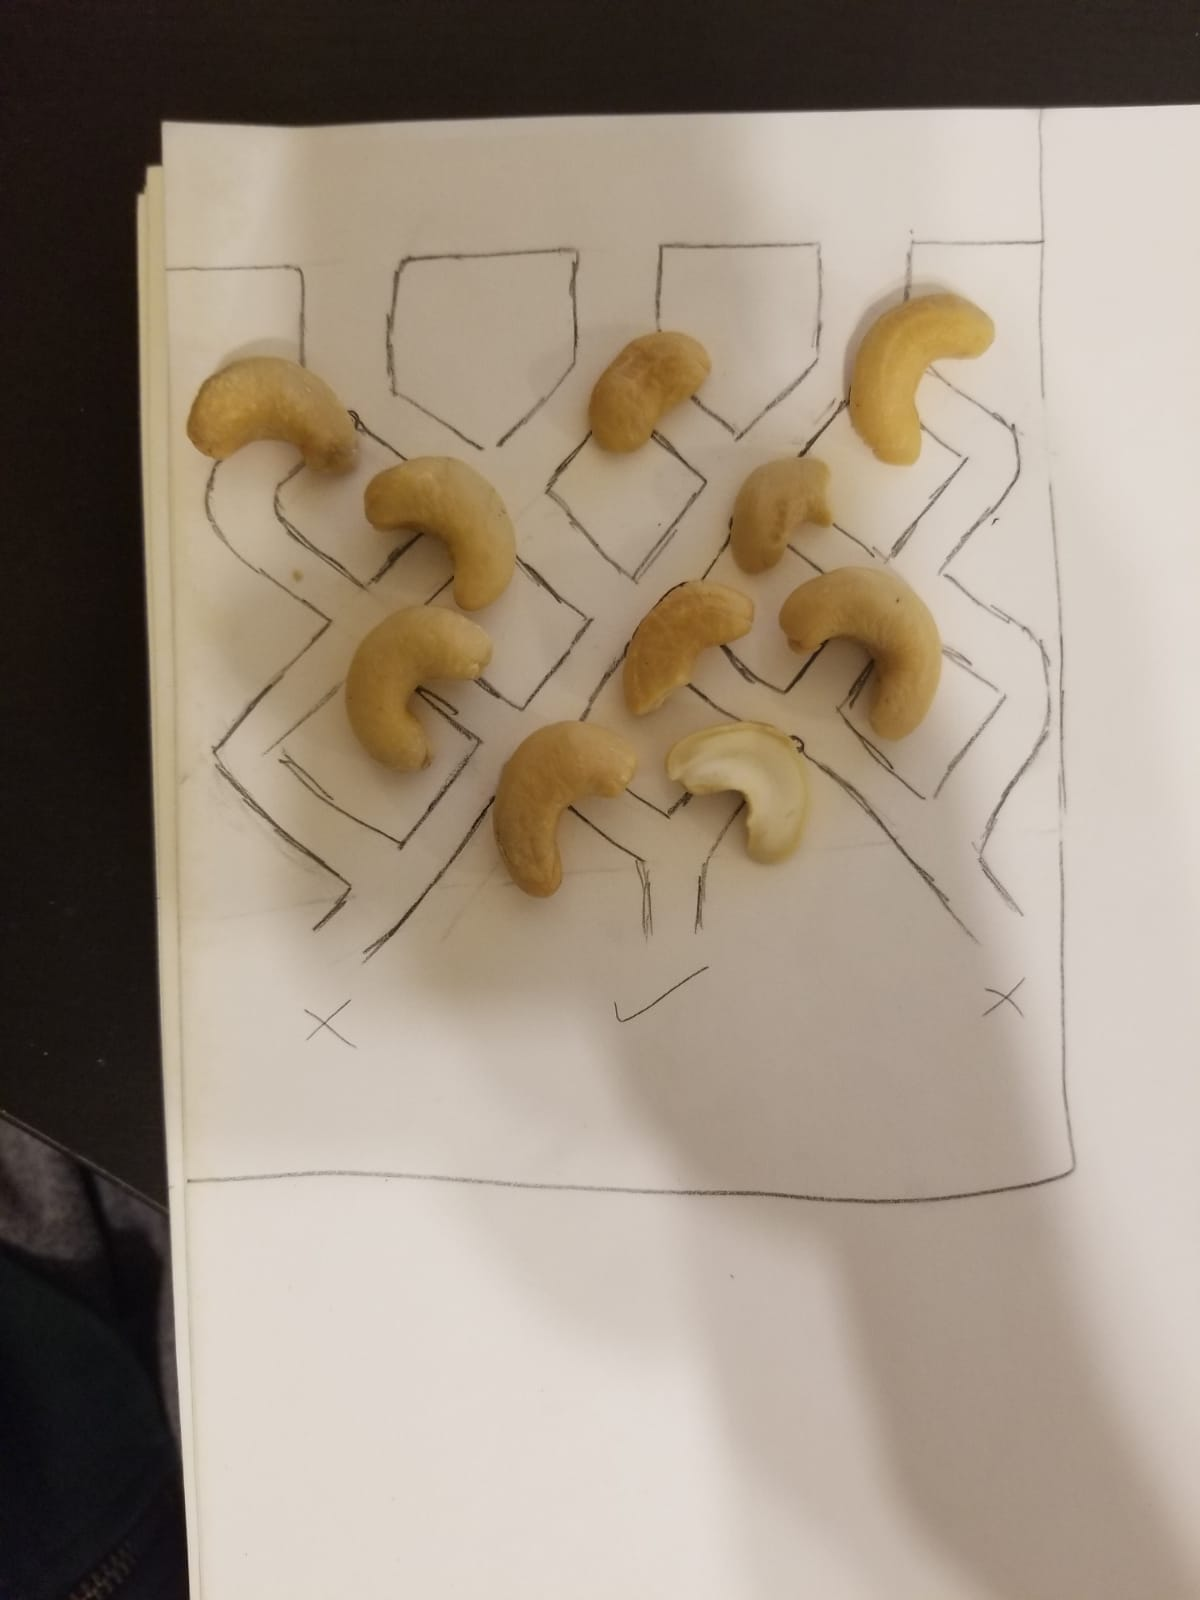 × ✓ ×